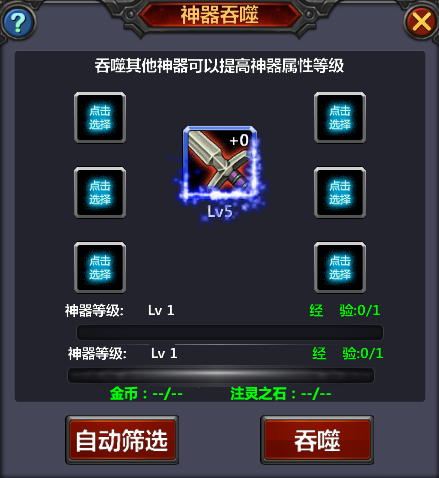 ?
神器吞噬
吞噬其他神器可以提高神器属性等级
点击
选择
点击
选择
+0
点击
选择
点击
选择
Lv5
点击
选择
点击
选择
神器等级: Lv 1 经 验:0/1
神器等级: Lv 1 经 验:0/1
金币：--/-- 注灵之石：--/--
自动筛选 吞噬